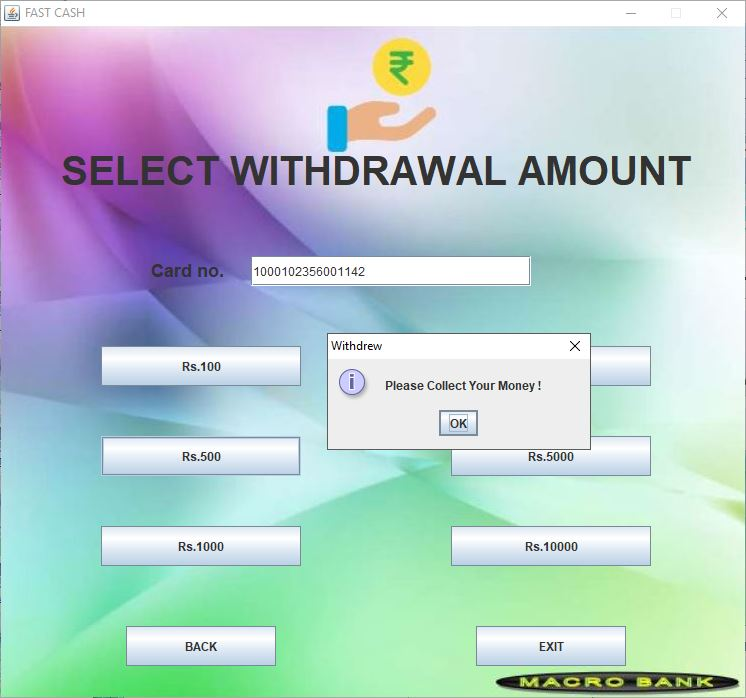 FAST CASH
SELECT WITHDRAWAL AMOUNT
Card no. 1000102356001142
Withdrew
Please Collect Your Money !
OK
Rs.100
Rs.500 Rs.5000
Rs.1000 Rs.10000
BACK EXIT
MACRO BANK